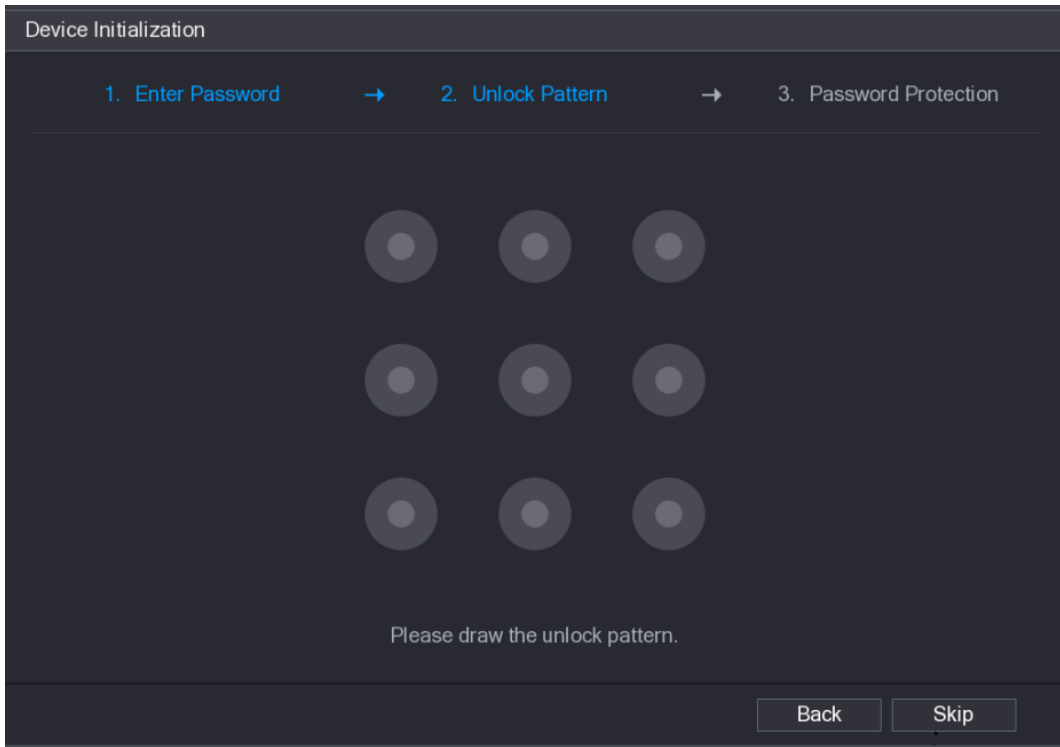 Device Initialization
1. Enter Password → 2. Unlock Pattern → 3. Password Protection
Please draw the unlock pattern.
Back Skip